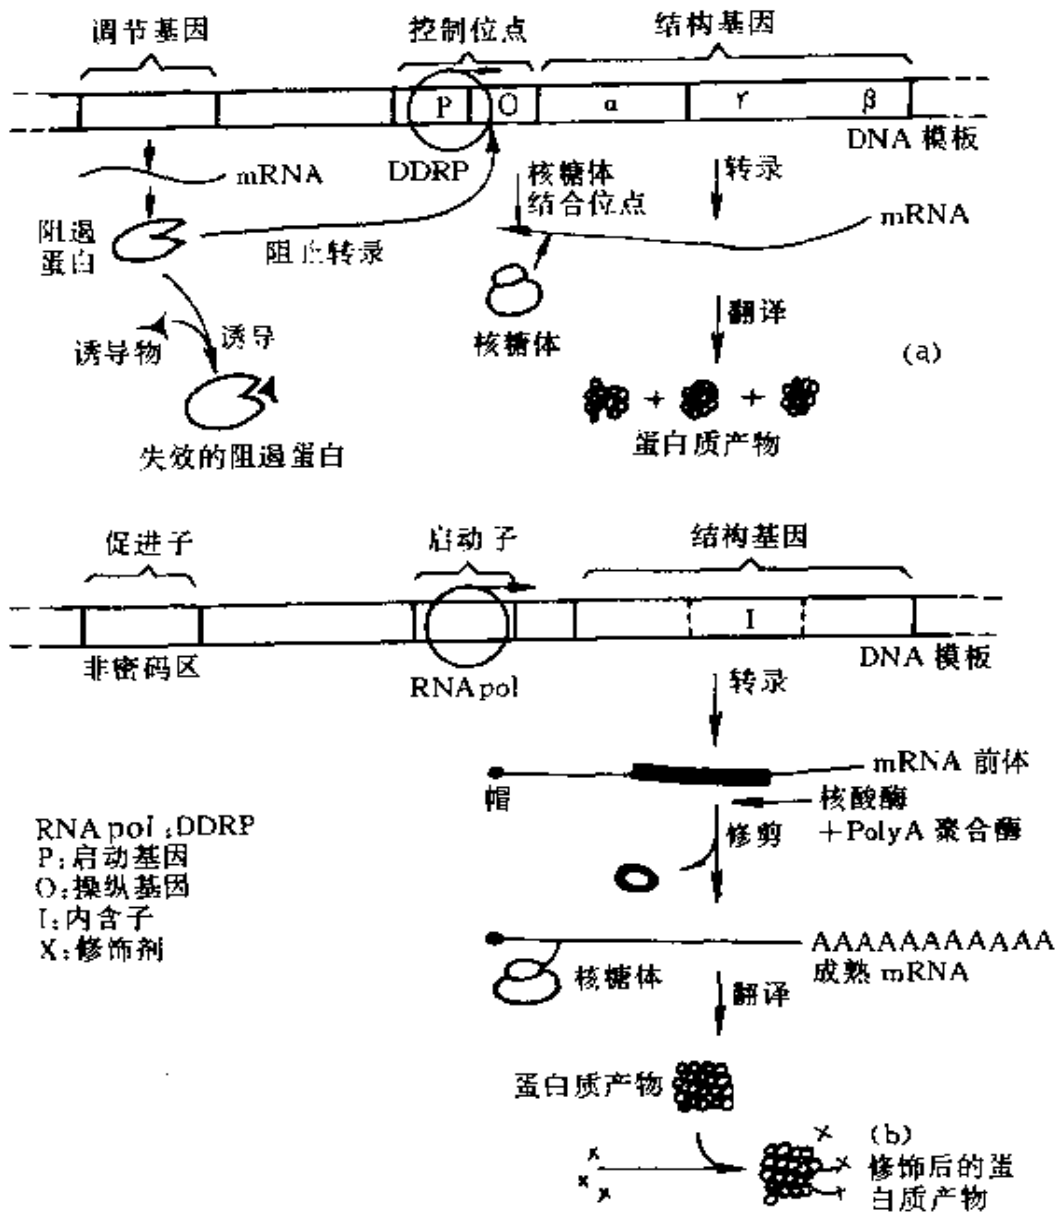 调节基因
控制位点
结构基因
P
O
α
γ
β
DNA 模板
mRNA
DDRP
核糖体
结合位点
转录
mRNA
阻遏
蛋白
阻止转录
核糖体
诱导物
诱导
翻译
(a)
失效的阻遏蛋白
+
+
蛋白质产物
促进子
启动子
结构基因
I
非密码区
RNA pol
DNA 模板
转录
mRNA 前体
帽
核酸酶
+PolyA 聚合酶
修剪
RNA pol:DDRP
P:启动基因
O:操纵基因
I:内含子
X:修饰剂
AAAAAAAAAAA
成熟 mRNA
核糖体
翻译
蛋白质产物
x
x
x
x
x
(b)
修饰后的蛋
白质产物